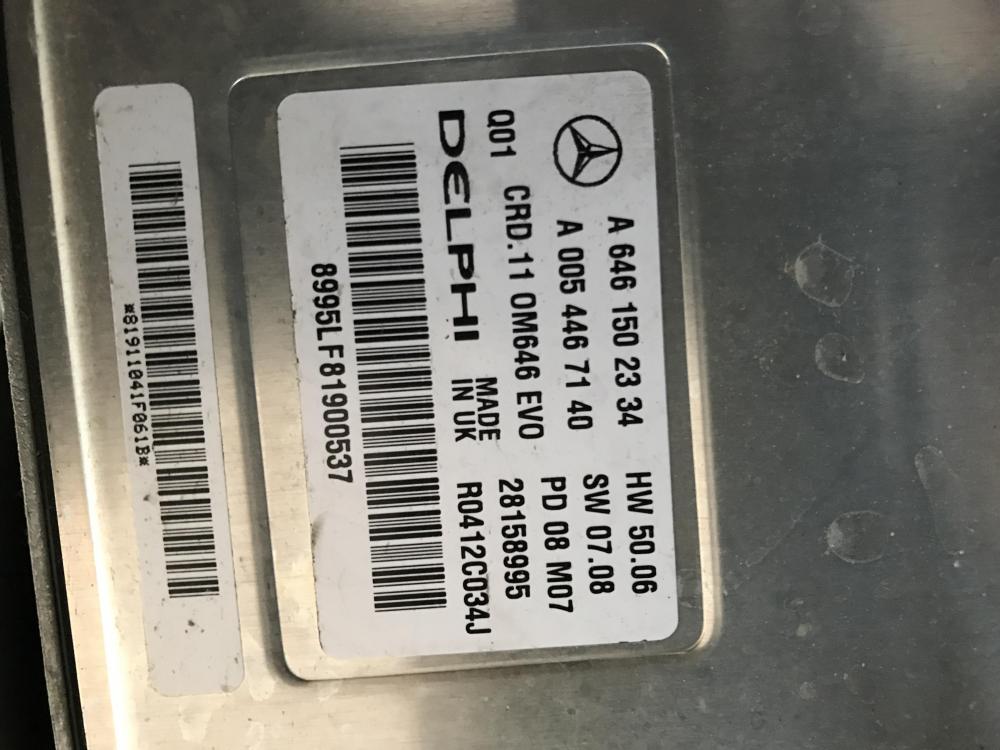 A 646 150 23 34 HW 50.06
A 005 446 71 40 SW 07.08
PD 08 M07
Q01 CRD.11 OM646 EVO 28158995
DELPHI MADE IN UK R0412C034J
8995LF81900537
*81911041F061B*